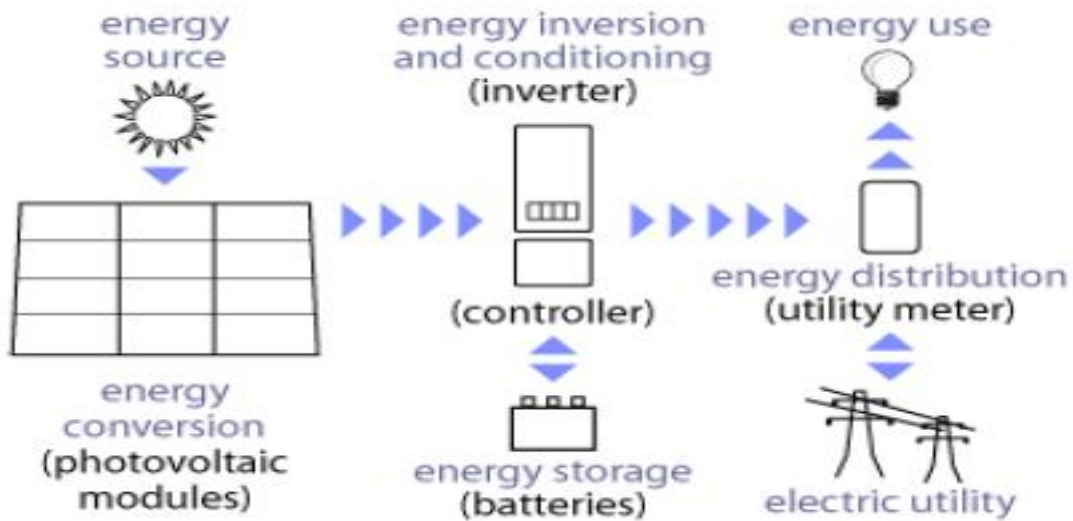 energy
source
energy inversion
and conditioning
(inverter)
energy use
(controller)
energy distribution
(utility meter)
energy
conversion
(photovoltaic
modules)
energy storage
(batteries)
electric utility